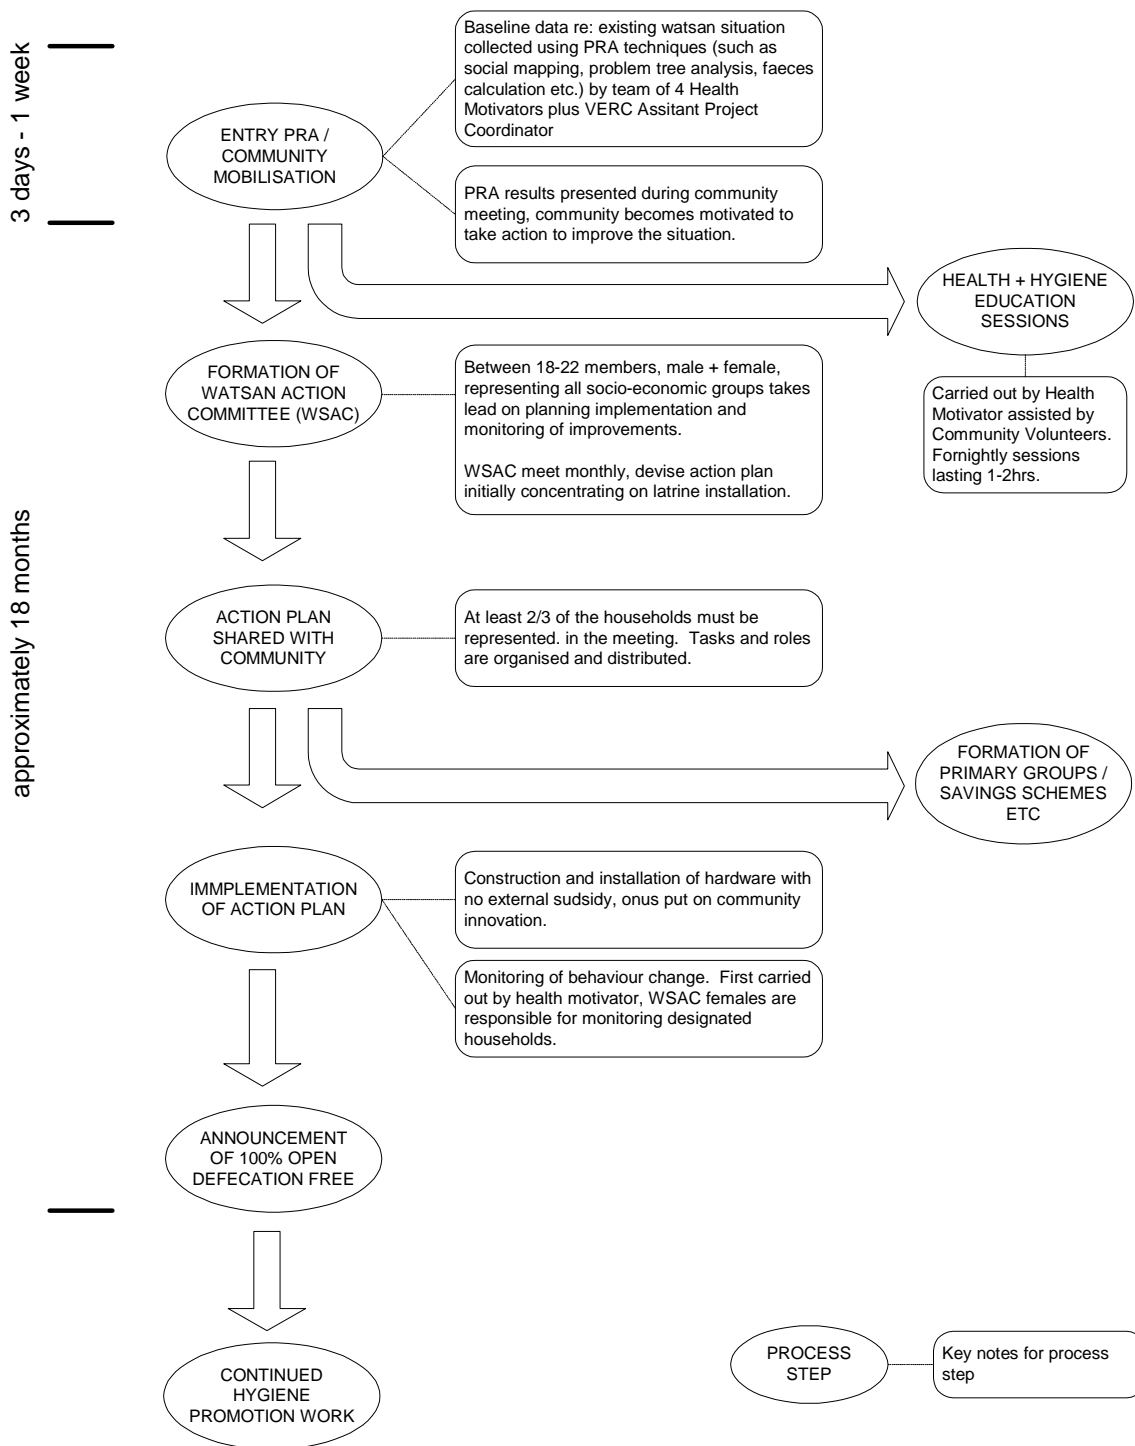 3 days - 1 week
Baseline data re: existing watsan situation
collected using PRA techniques (such as
social mapping, problem tree analysis, faeces
calculation etc.) by team of 4 Health
Motivators plus VERC Assitant Project
Coordinator
ENTRY PRA /
COMMUNITY
MOBILISATION
PRA results presented during community
meeting, community becomes motivated to
take action to improve the situation.
HEALTH + HYGIENE
EDUCATION
SESSIONS
Carried out by Health
Motivator assisted by
Community Volunteers.
Fornightly sessions
lasting 1-2hrs.
approximately 18 months
FORMATION OF
WATSAN ACTION
COMMITTEE (WSAC)
Between 18-22 members, male + female,
representing all socio-economic groups takes
lead on planning implementation and
monitoring of improvements.
WSAC meet monthly, devise action plan
initially concentrating on latrine installation.
ACTION PLAN
SHARED WITH
COMMUNITY
At least 2/3 of the households must be
represented. in the meeting.  Tasks and roles
are organised and distributed.
FORMATION OF
PRIMARY GROUPS /
SAVINGS SCHEMES
ETC
IMMPLEMENTATION
OF ACTION PLAN
Construction and installation of hardware with
no external sudsidy, onus put on community
innovation.
Monitoring of behaviour change.  First carried
out by health motivator, WSAC females are
responsible for monitoring designated
households.
ANNOUNCEMENT
OF 100% OPEN
DEFECATION FREE
CONTINUED
HYGIENE
PROMOTION WORK
PROCESS
STEP
Key notes for process
step